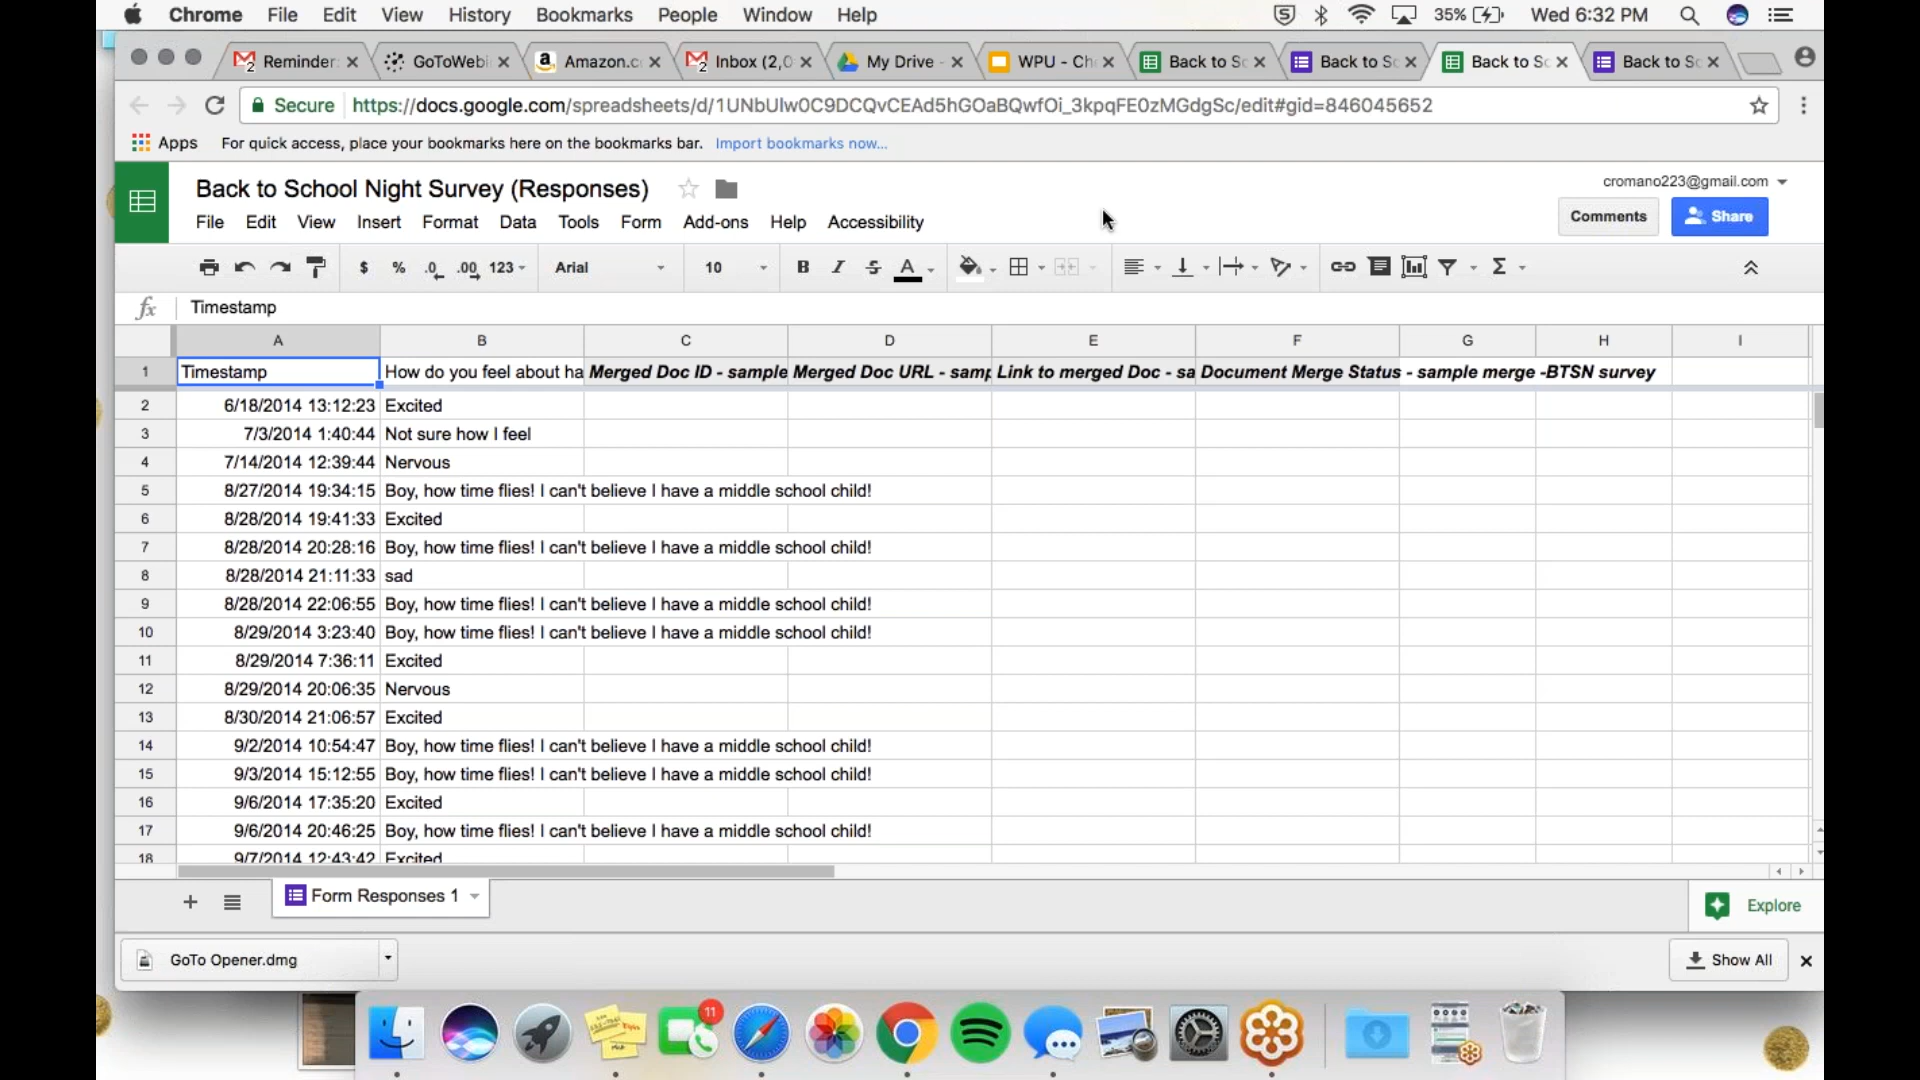 Chrome File Edit View History Bookmarks People Window Help 35% Wed 6:32 PM
Reminder: GoToWebi Amazon.c Inbox (2,0 My Drive - WPU - Ch Back to Sc Back to Sc Back to Sc Back to Sc
Secure https://docs.google.com/spreadsheets/d/1UNbUlw0C9DCQvCEAd5hGOaBQwfOi_3kpqFE0zMGdgSc/edit#gid=846045652
Apps For quick access, place your bookmarks here on the bookmarks bar. Import bookmarks now...
Back to School Night Survey (Responses) cromano223@gmail.com
File Edit View Insert Format Data Tools Form Add-ons Help Accessibility Comments Share
$ % .0 .00 123 Arial 10 B I S A Σ
fx Timestamp
A B C D E F G H I
1 Timestamp How do you feel about ha Merged Doc ID - sample Merged Doc URL - samp Link to merged Doc - sa Document Merge Status - sample merge -BTSN survey
2 6/18/2014 13:12:23 Excited
3 7/3/2014 1:40:44 Not sure how I feel
4 7/14/2014 12:39:44 Nervous
5 8/27/2014 19:34:15 Boy, how time flies! I can't believe I have a middle school child!
6 8/28/2014 19:41:33 Excited
7 8/28/2014 20:28:16 Boy, how time flies! I can't believe I have a middle school child!
8 8/28/2014 21:11:33 sad
9 8/28/2014 22:06:55 Boy, how time flies! I can't believe I have a middle school child!
10 8/29/2014 3:23:40 Boy, how time flies! I can't believe I have a middle school child!
11 8/29/2014 7:36:11 Excited
12 8/29/2014 20:06:35 Nervous
13 8/30/2014 21:06:57 Excited
14 9/2/2014 10:54:47 Boy, how time flies! I can't believe I have a middle school child!
15 9/3/2014 15:12:55 Boy, how time flies! I can't believe I have a middle school child!
16 9/6/2014 17:35:20 Excited
17 9/6/2014 20:46:25 Boy, how time flies! I can't believe I have a middle school child!
18 9/7/2014 12:43:42 Excited
Form Responses 1 Explore
GoTo Opener.dmg Show All
11